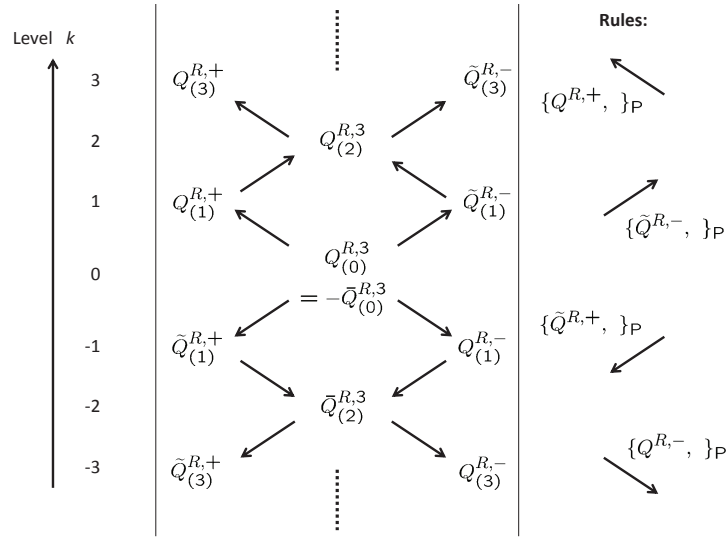 Rules:
Level k
3
Q^{R,+}_{(3)}
\tilde{Q}^{R,-}_{(3)}
{Q^{R,+}, }_P
2
Q^{R,3}_{(2)}
1
Q^{R,+}_{(1)}
\tilde{Q}^{R,-}_{(1)}
{\tilde{Q}^{R,-}, }_P
Q^{R,3}_{(0)}
0
= -\bar{Q}^{R,3}_{(0)}
{\tilde{Q}^{R,+}, }_P
-1
\tilde{Q}^{R,+}_{(1)}
Q^{R,-}_{(1)}
-2
\bar{Q}^{R,3}_{(2)}
{Q^{R,-}, }_P
-3
\tilde{Q}^{R,+}_{(3)}
Q^{R,-}_{(3)}